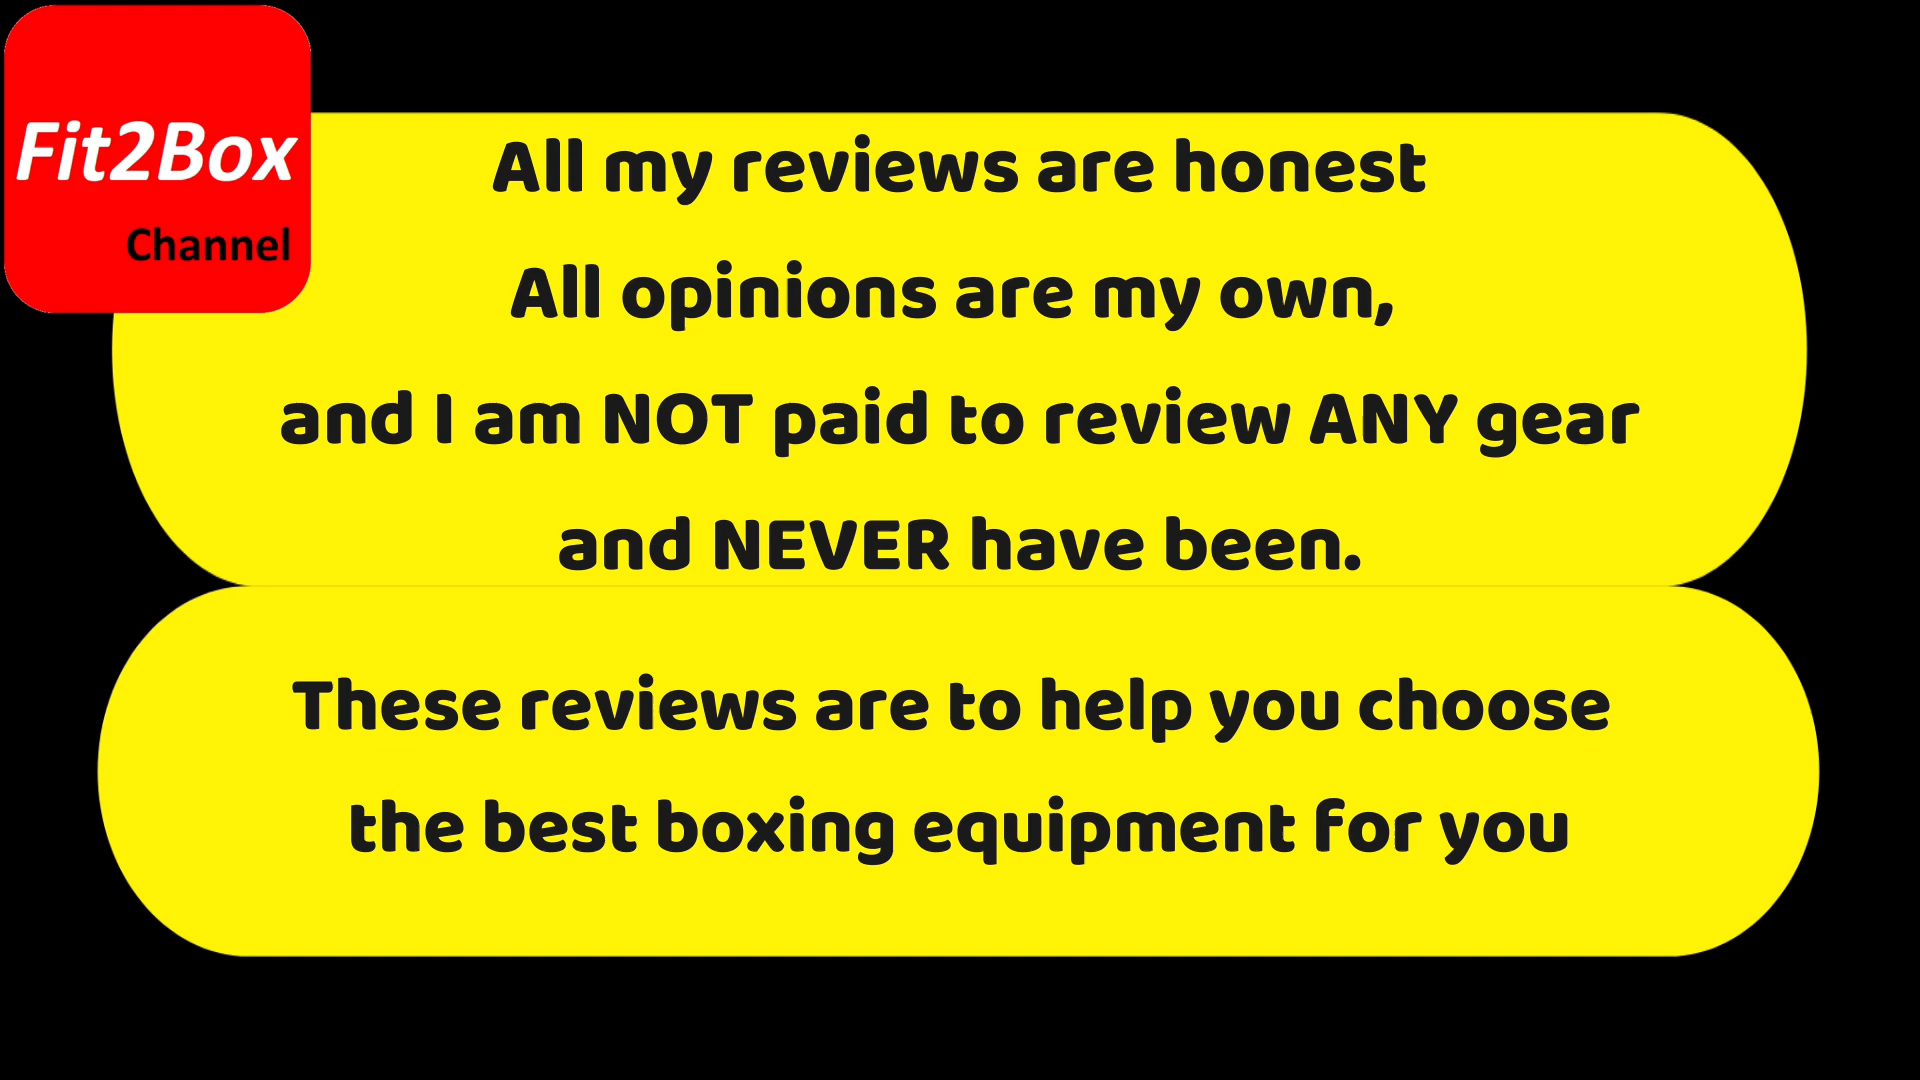 Fit2Box
Channel
All my reviews are honest
All opinions are my own,
and I am NOT paid to review ANY gear
and NEVER have been.
These reviews are to help you choose
the best boxing equipment for you